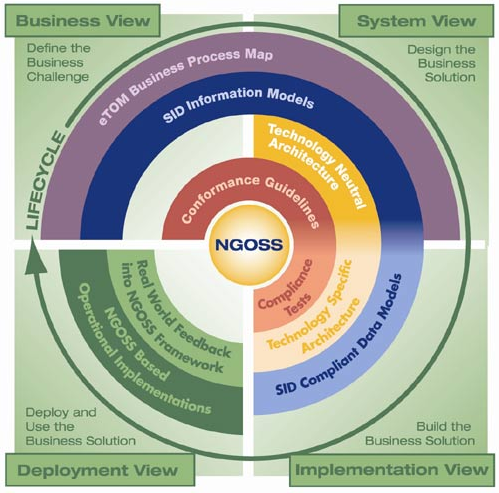 Business View
System View
Define the
Business
Challenge
Design the
Business
Solution
LIFECYCLE
eTOM Business Process Map
SID Information Models
Technology Neutral
Architecture
Conformance Guidelines
NGOSS
Compliance
Tests
Technology Specific
Architecture
SID Compliant Data Models
Real World Feedback
into NGOSS Framework
NGOSS Based
Operational Implementations
Deploy and
Use the
Business Solution
Build the
Business Solution
Deployment View
Implementation View